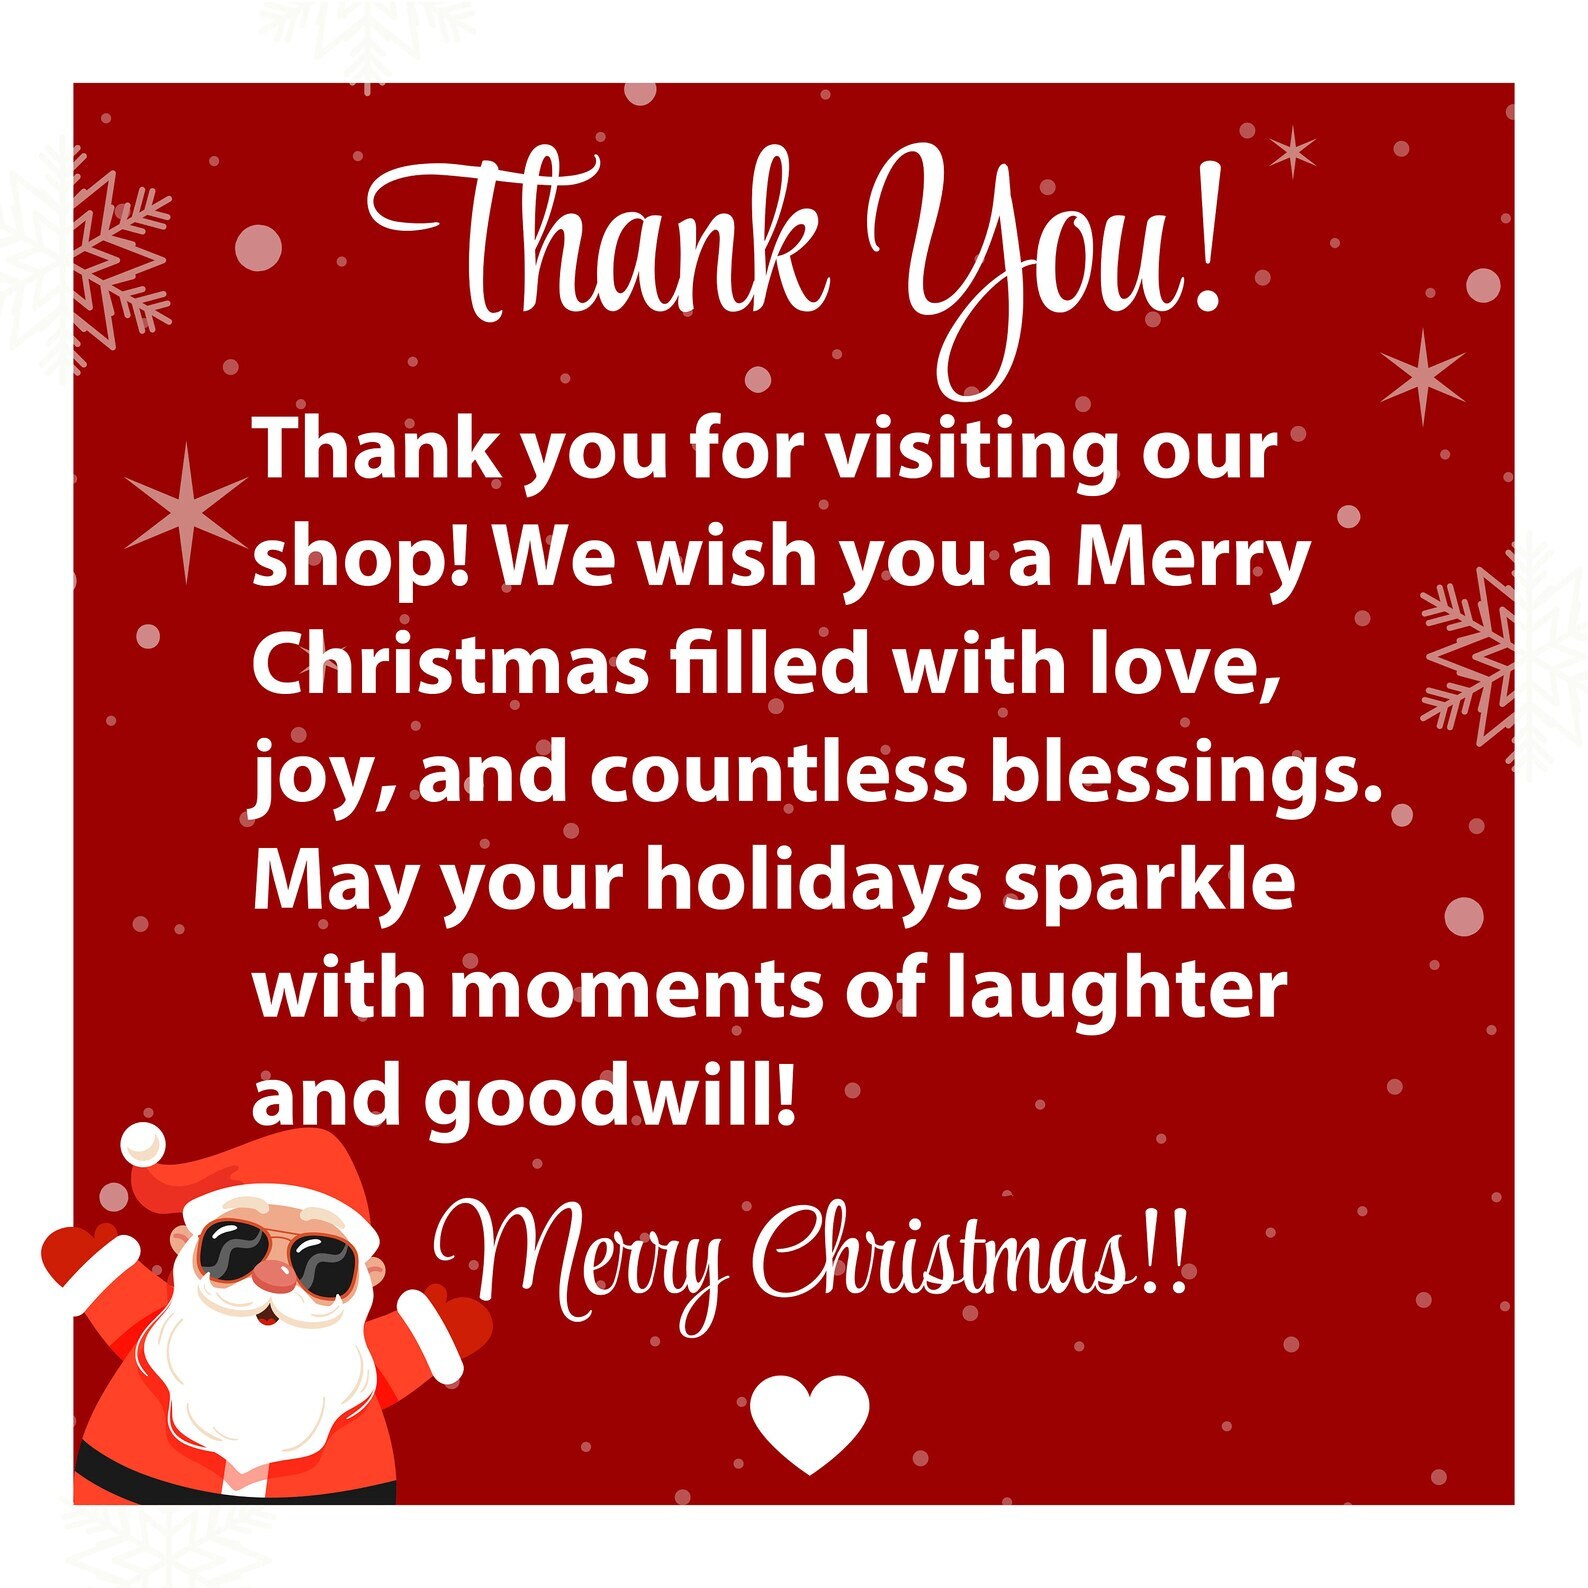 Thank You!
Thank you for visiting our
shop! We wish you a Merry
Christmas filled with love,
joy, and countless blessings.
May your holidays sparkle
with moments of laughter
and goodwill!
Merry Christmas!!